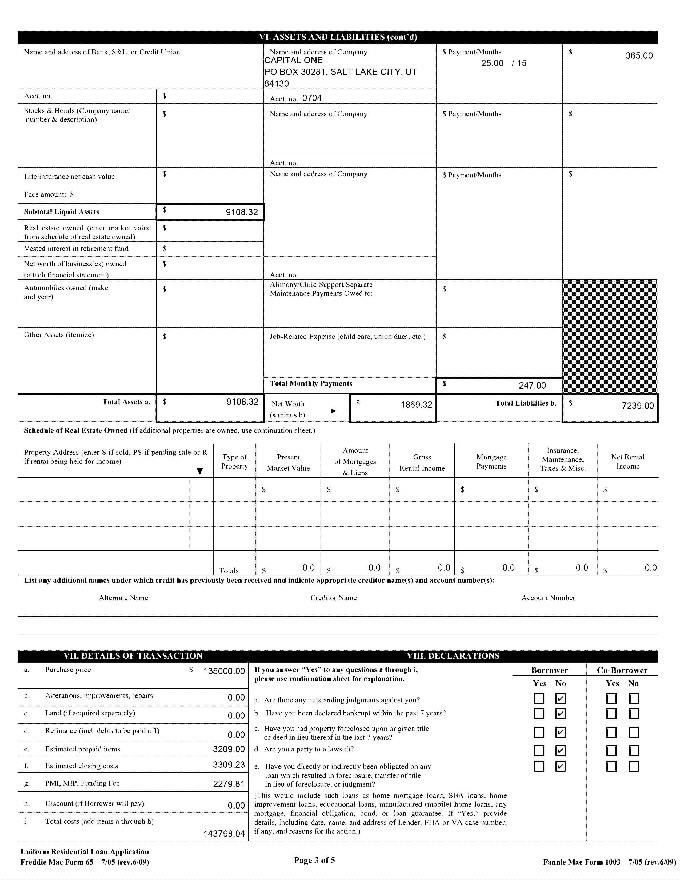 VI. ASSETS AND LIABILITIES (cont'd)
Name and address of Bank, S&L, or Credit Union
Name and address of Company
$ Payment/Months
$
365.00
CAPITAL ONE
25.00 / 15
PO BOX 30281, SALT LAKE CITY, UT
84130
Acct. no.
$
Acct. no. 0704
Stocks & Bonds (Company name/
number & description)
$
Name and address of Company
$ Payment/Months
$
Acct. no.
Life insurance net cash value
$
Name and address of Company
$ Payment/Months
$
Face amount: $
Subtotal Liquid Assets
$ 9108.32
Real estate owned (enter market value
from schedule of real estate owned)
$
Vested interest in retirement fund
$
Net worth of business(es) owned
(attach financial statement)
$
Acct. no.
Automobiles owned (make
and year)
$
Alimony/Child Support/Separate
Maintenance Payments Owed to:
$
Other Assets (itemize)
$
Job-Related Expense (child care, union dues, etc.)
$
Total Monthly Payments
$ 247.00
Total Assets a.
$ 9108.32
Net Worth
(a minus b)
$ 1869.32
Total Liabilities b.
7239.00
Schedule of Real Estate Owned (If additional properties are owned, use continuation sheet.)
Property Address (enter S if sold, PS if pending sale or R
if rental being held for income)
Type of
Property
Present
Market Value
Amount
of Mortgages
& Liens
Gross
Rental Income
Mortgage
Payments
Insurance,
Maintenance,
Taxes & Misc.
Net Rental
Income
$ $ $ $ $ $
Totals $ 0.0 $ 0.0 $ 0.0 $ 0.0 $ 0.0 $ 0.0
List any additional names under which credit has previously been received and indicate appropriate creditor name(s) and account number(s):
Alternate Name Creditor Name Account Number
VII. DETAILS OF TRANSACTION
VIII. DECLARATIONS
a. Purchase price $ 135000.00
b. Alterations, improvements, repairs 0.00
c. Land (if acquired separately) 0.00
d. Refinance (incl. debts to be paid off) 0.00
e. Estimated prepaid items 3209.00
f. Estimated closing costs 3309.23
g. PMI, MIP, Funding Fee 2279.81
h. Discount (if Borrower will pay) 0.00
i. Total costs (add items a through h)
143798.04
If you answer "Yes" to any questions a through i,
please use continuation sheet for explanation.
Borrower Co-Borrower
Yes No Yes No
a. Are there any outstanding judgments against you?
b. Have you been declared bankrupt within the past 7 years?
c. Have you had property foreclosed upon or given title
or deed in lieu thereof in the last 7 years?
d. Are you a party to a lawsuit?
e. Have you directly or indirectly been obligated on any
loan which resulted in foreclosure, transfer of title
in lieu of foreclosure, or judgment?
(This would include such loans as home mortgage loans, SBA loans, home
improvement loans, educational loans, manufactured (mobile) home loans, any
mortgage, financial obligation, bond, or loan guarantee. If "Yes," provide
details, including date, name, and address of Lender, FHA or VA case number,
if any, and reasons for the action.)
Uniform Residential Loan Application
Freddie Mac Form 65 7/05 (rev.6/09)
Page 3 of 5
Fannie Mae Form 1003 7/05 (rev.6/09)